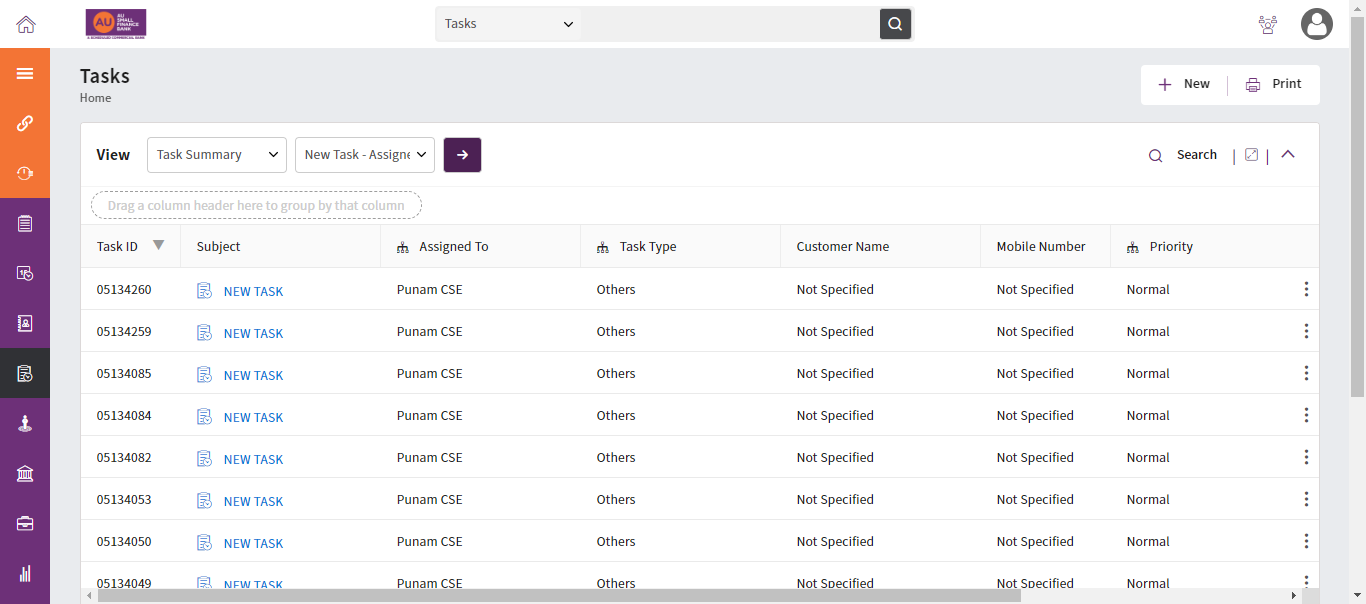 AU
AU
SMALL
FINANCE
BANK
A SCHEDULED COMMERCIAL BANK
Tasks
Tasks
Home
New
Print
View
Task Summary
New Task - Assigne
Search
Drag a column header here to group by that column
Task ID Subject Assigned To Task Type Customer Name Mobile Number Priority
05134260 NEW TASK Punam CSE Others Not Specified Not Specified Normal
05134259 NEW TASK Punam CSE Others Not Specified Not Specified Normal
05134085 NEW TASK Punam CSE Others Not Specified Not Specified Normal
05134084 NEW TASK Punam CSE Others Not Specified Not Specified Normal
05134082 NEW TASK Punam CSE Others Not Specified Not Specified Normal
05134053 NEW TASK Punam CSE Others Not Specified Not Specified Normal
05134050 NEW TASK Punam CSE Others Not Specified Not Specified Normal
05134049 NEW TASK Punam CSE Others Not Specified Not Specified Normal